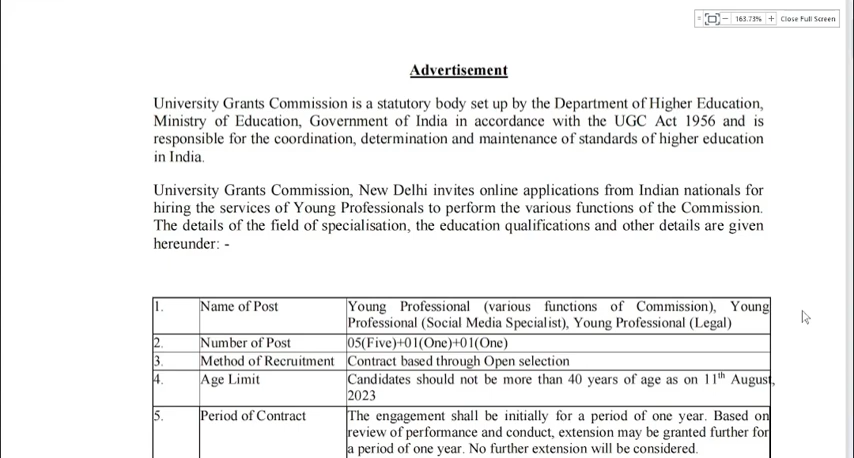 163.73% Close Full Screen
Advertisement
University Grants Commission is a statutory body set up by the Department of Higher Education,
Ministry of Education, Government of India in accordance with the UGC Act 1956 and is
responsible for the coordination, determination and maintenance of standards of higher education
in India.
University Grants Commission, New Delhi invites online applications from Indian nationals for
hiring the services of Young Professionals to perform the various functions of the Commission.
The details of the field of specialisation, the education qualifications and other details are given
hereunder: -
1. Name of Post Young Professional (various functions of Commission), Young
Professional (Social Media Specialist), Young Professional (Legal)
2. Number of Post 05(Five)+01(One)+01(One)
3. Method of Recruitment Contract based through Open selection
4. Age Limit Candidates should not be more than 40 years of age as on 11th August,
2023
5. Period of Contract The engagement shall be initially for a period of one year. Based on
review of performance and conduct, extension may be granted further for
a period of one year. No further extension will be considered.